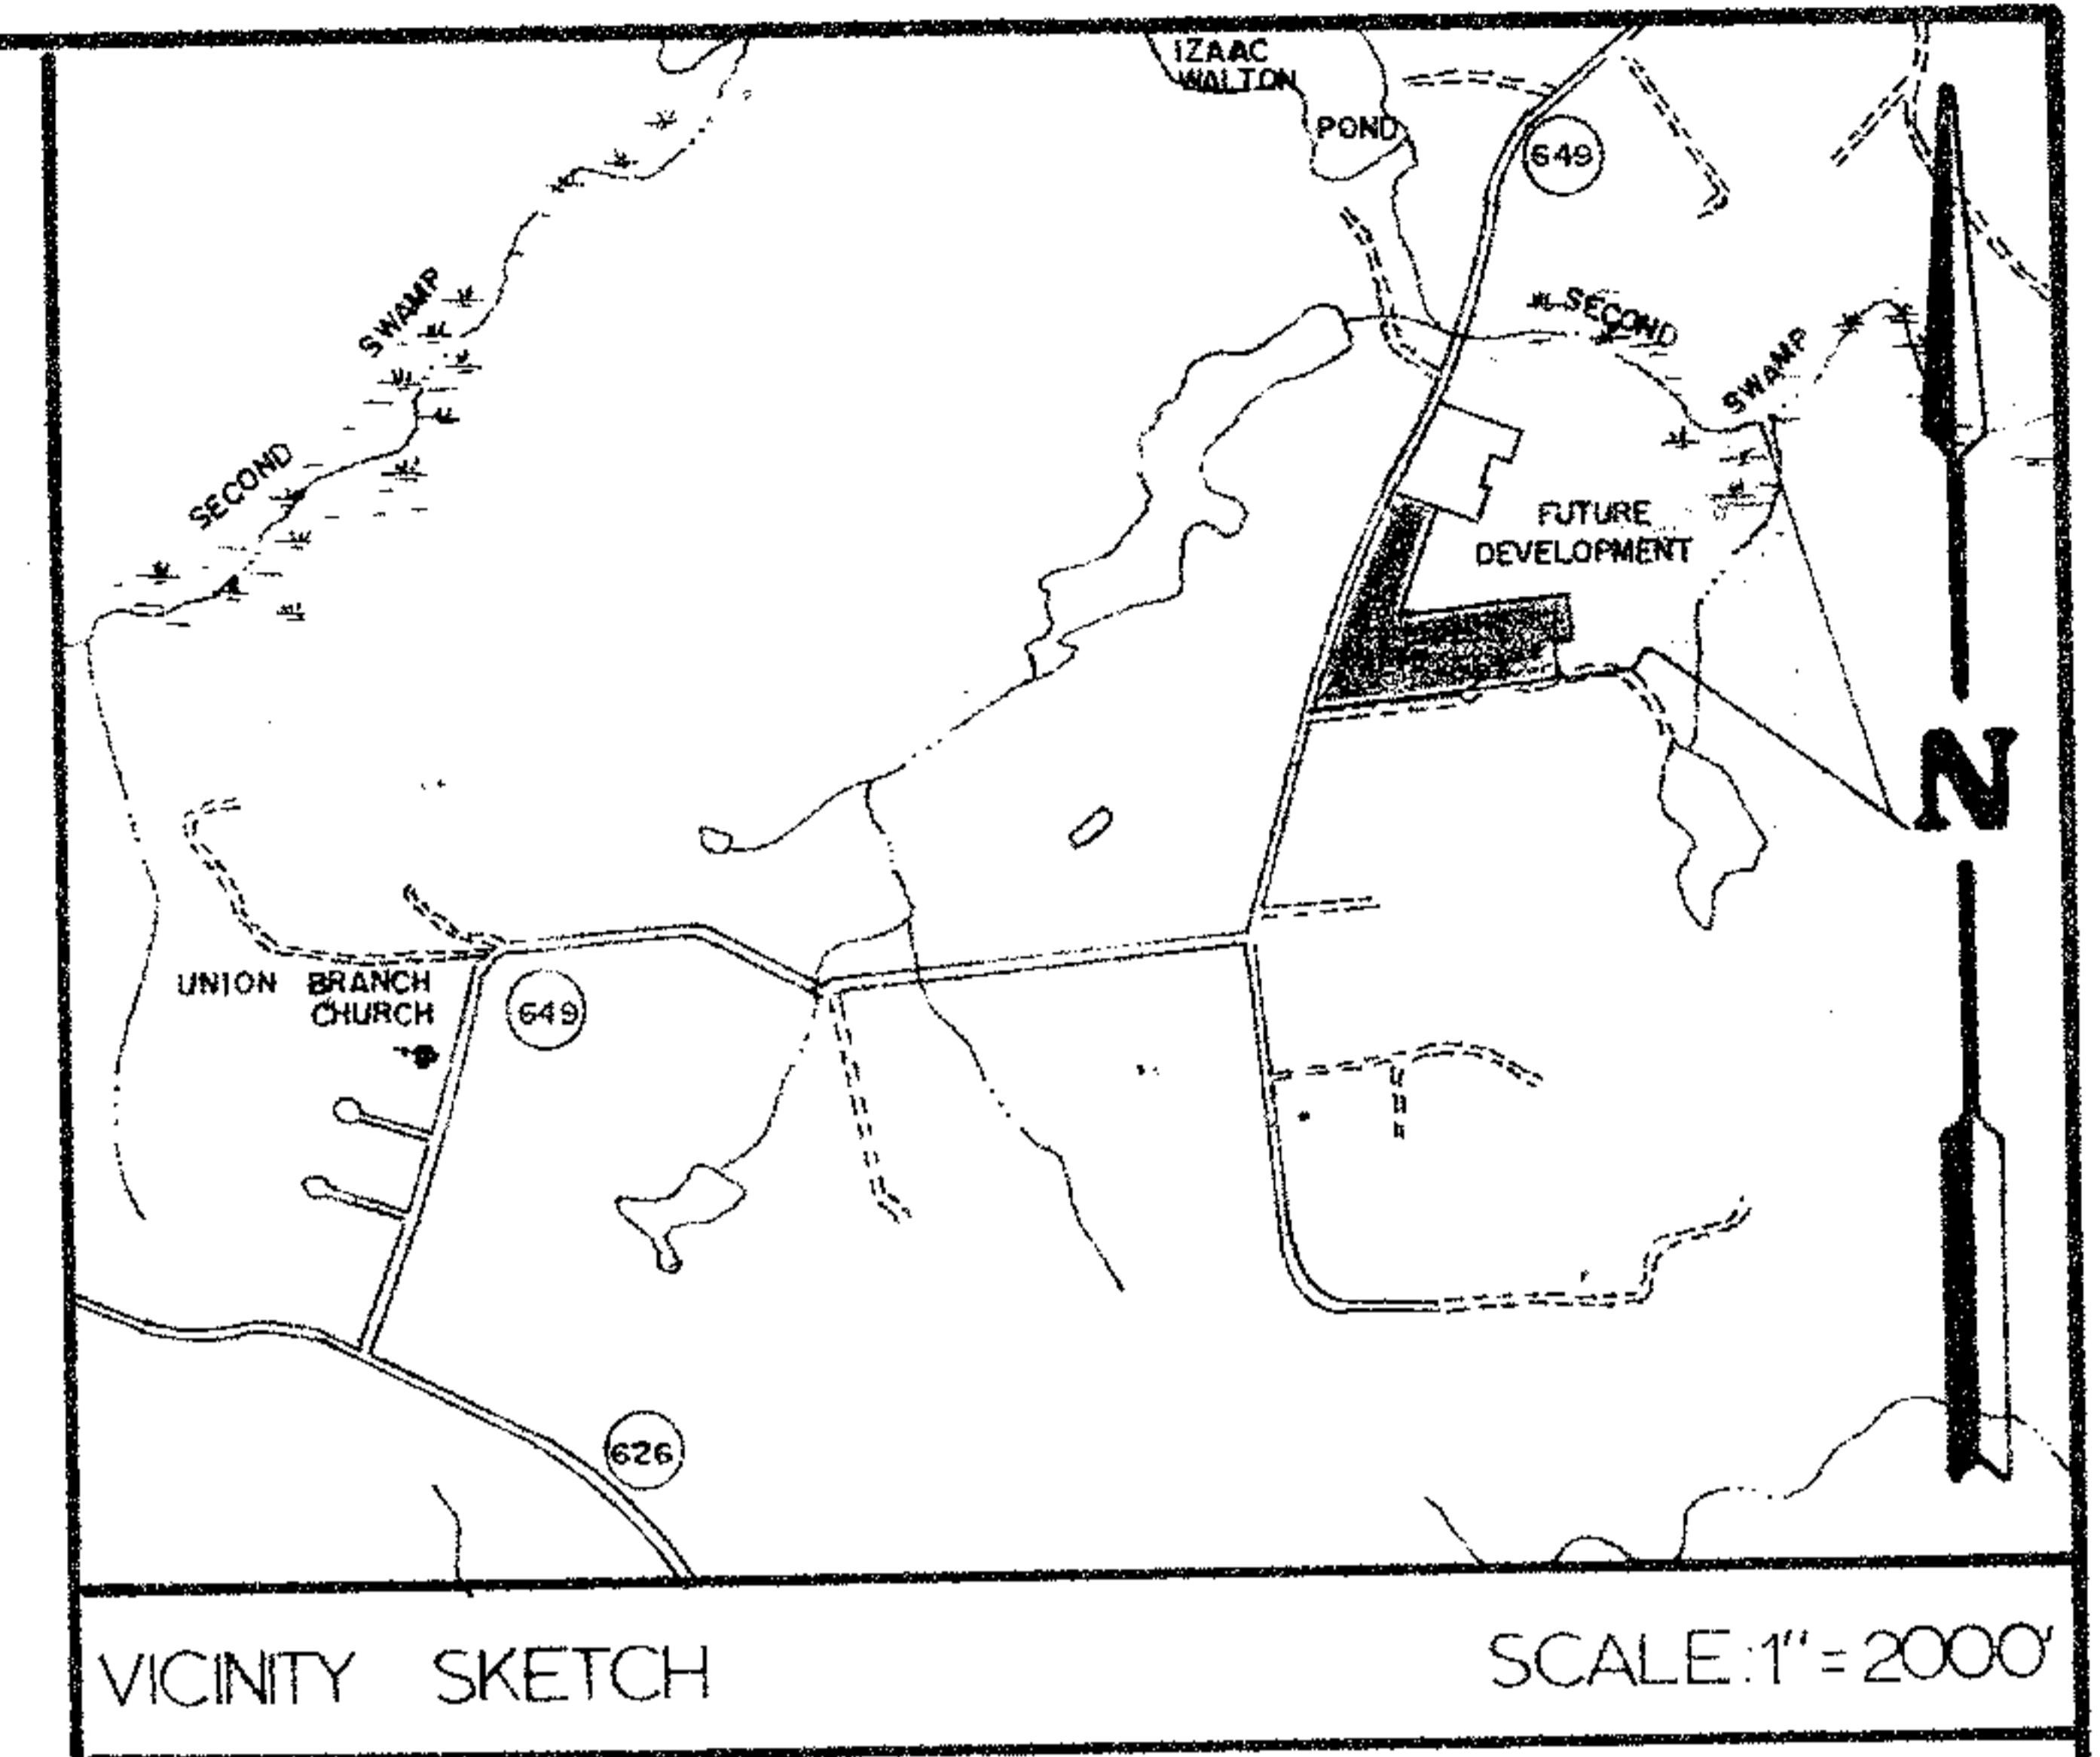 IZAAC
WALTON
POND
649
SWAMP
SECOND
SECOND
SWAMP
FUTURE
DEVELOPMENT
N
UNION BRANCH
CHURCH
649
626
VICINITY SKETCH
SCALE:1"=2000'